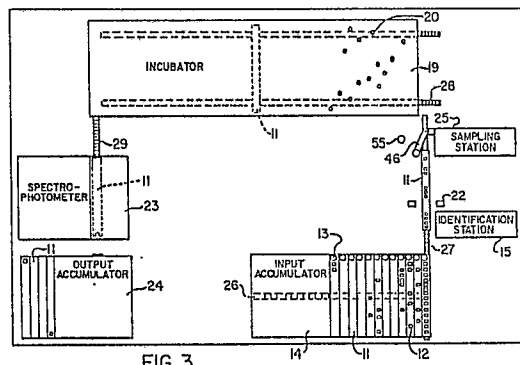 20
INCUBATOR
19
28
11
25
55
46
SAMPLING
STATION
29
11
22
SPECTRO-
PHOTOMETER
11
23
IDENTIFICATION
STATION
15
27
13
11
OUTPUT
ACCUMULATOR
INPUT
ACCUMULATOR
26
24
14
11
12
FIG. 3